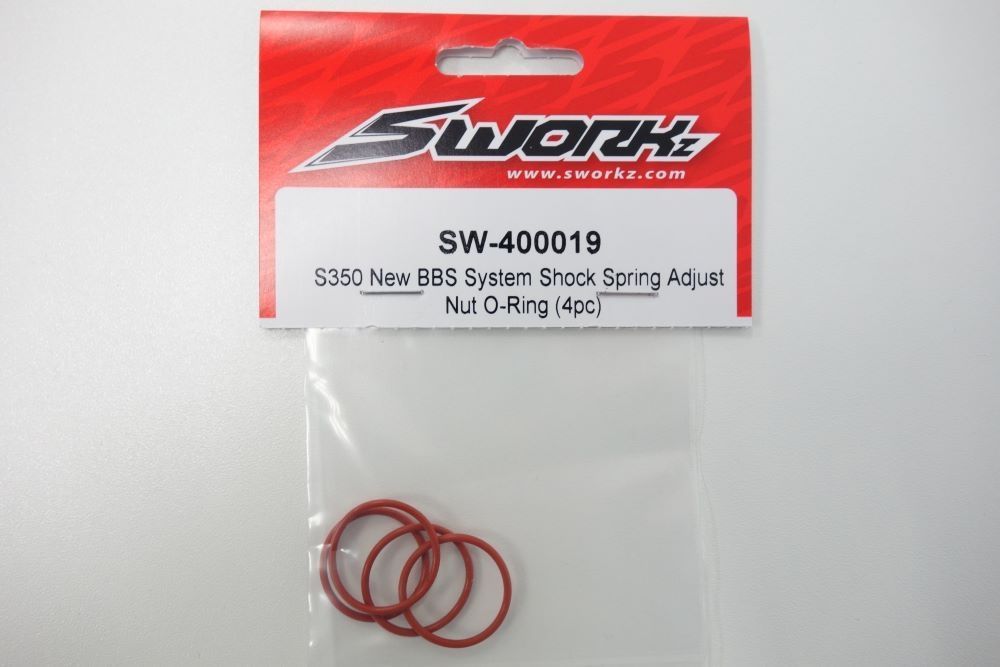 SWORKz
www.sworkz.com
SW-400019
S350 New BBS System Shock Spring Adjust
Nut O-Ring (4pc)